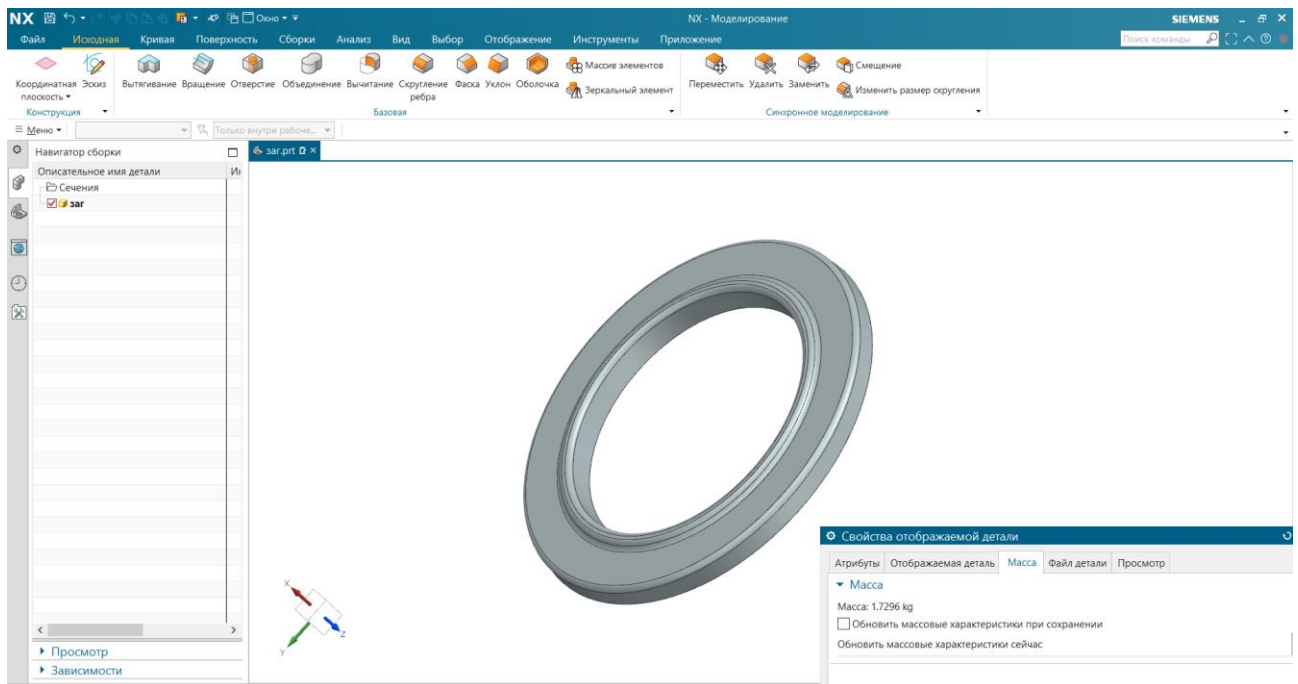 NX Окно NX - Моделирование SIEMENS
Файл Исходная Кривая Поверхность Сборки Анализ Вид Выбор Отображение Инструменты Приложение Поиск команды
Координатная плоскость Эскиз Вытягивание Вращение Отверстие Объединение Вычитание Скругление ребра Фаска Уклон Оболочка Массив элементов Зеркальный элемент Переместить Удалить Заменить Смещение Изменить размер скругления
Конструкция Базовая Синхронное моделирование
Меню Только внутри рабоче...
Навигатор сборки заг.prt
Описательное имя детали
Сечения
заг
X
Z
Y
Свойства отображаемой детали
Атрибуты Отображаемая деталь Масса Файл детали Просмотр
Масса
Масса: 1.7296 kg
Обновить массовые характеристики при сохранении
Обновить массовые характеристики сейчас
Просмотр
Зависимости